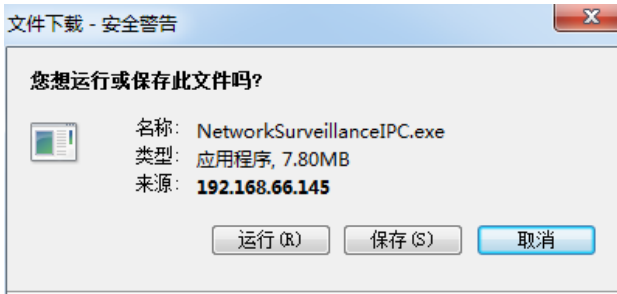 文件下载 - 安全警告
您想运行或保存此文件吗?
名称: NetworkSurveillanceIPC.exe
类型: 应用程序, 7.80MB
来源: 192.168.66.145
运行(R) 保存(S) 取消